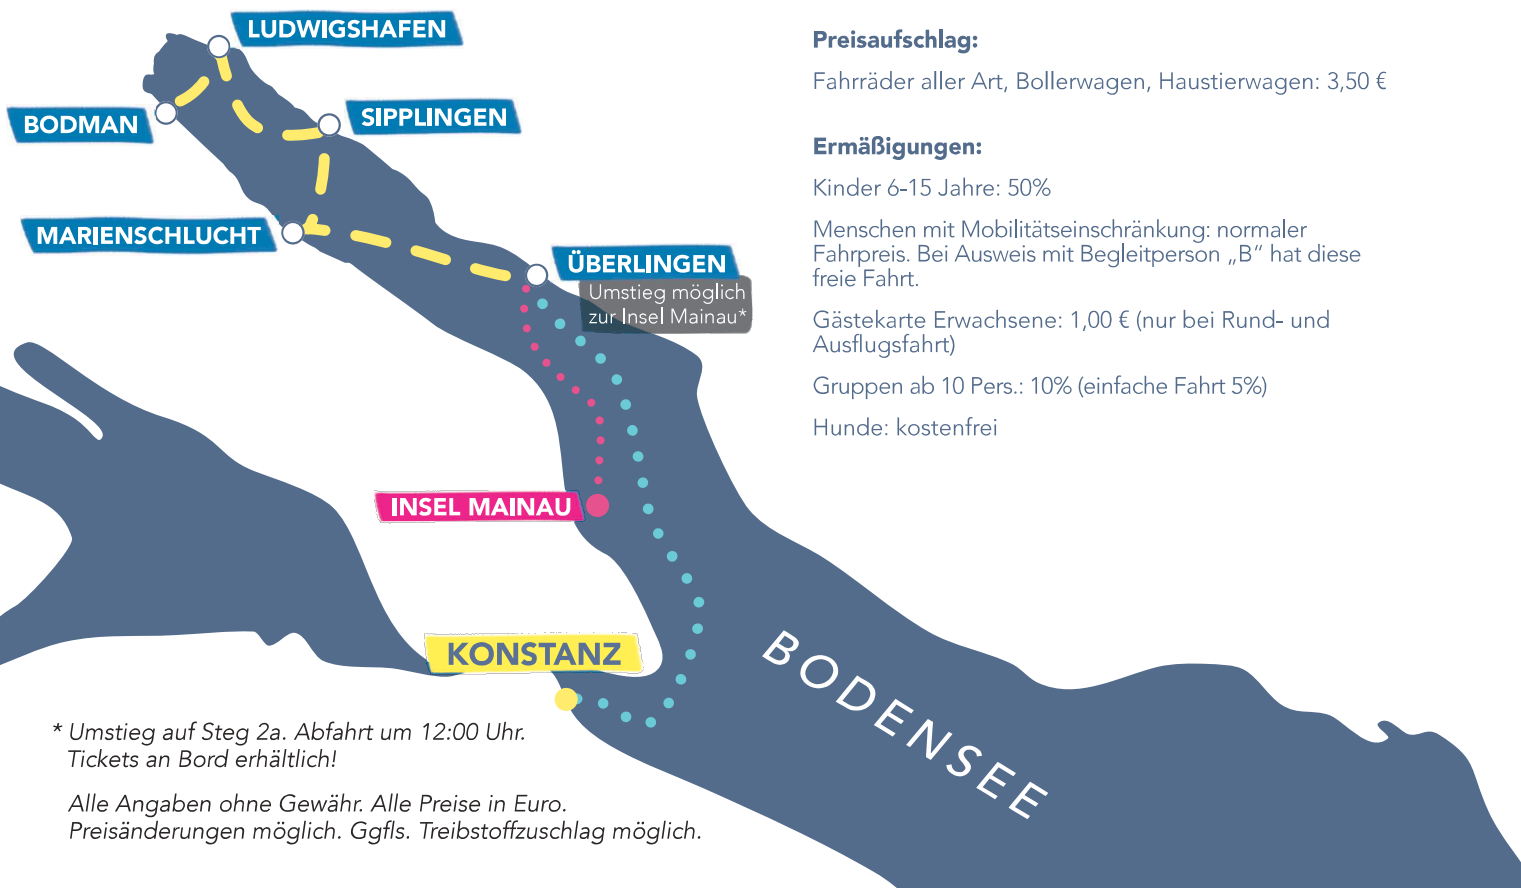 LUDWIGSHAFEN
BODMAN
SIPPLINGEN
MARIENSCHLUCHT
ÜBERLINGEN
Umstieg möglich
zur Insel Mainau*
INSEL MAINAU
KONSTANZ
BODENSEE
* Umstieg auf Steg 2a. Abfahrt um 12:00 Uhr.
Tickets an Bord erhältlich!
Alle Angaben ohne Gewähr. Alle Preise in Euro.
Preisänderungen möglich. Ggfls. Treibstoffzuschlag möglich.
Preisaufschlag:
Fahrräder aller Art, Bollerwagen, Haustierwagen: 3,50 €
Ermäßigungen:
Kinder 6-15 Jahre: 50%
Menschen mit Mobilitätseinschränkung: normaler
Fahrpreis. Bei Ausweis mit Begleitperson „B“ hat diese
freie Fahrt.
Gästekarte Erwachsene: 1,00 € (nur bei Rund- und
Ausflugsfahrt)
Gruppen ab 10 Pers.: 10% (einfache Fahrt 5%)
Hunde: kostenfrei